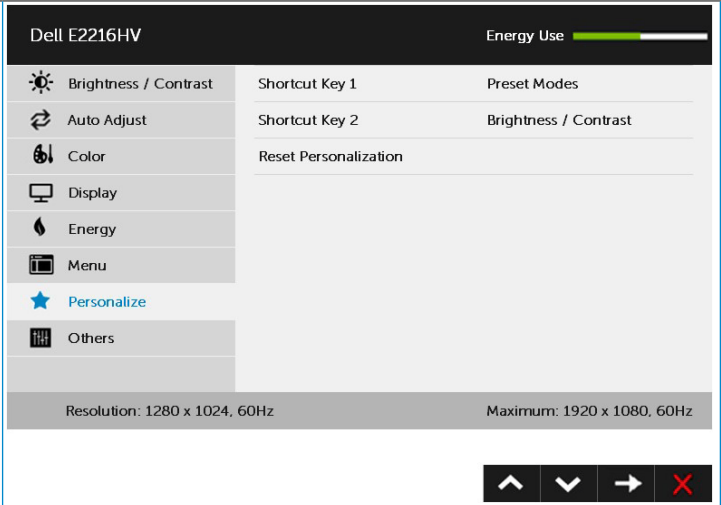 Dell E2216HV Energy Use
Brightness / Contrast Shortcut Key 1 Preset Modes
Auto Adjust Shortcut Key 2 Brightness / Contrast
Color Reset Personalization
Display
Energy
Menu
Personalize
Others
Resolution: 1280 x 1024, 60Hz Maximum: 1920 x 1080, 60Hz